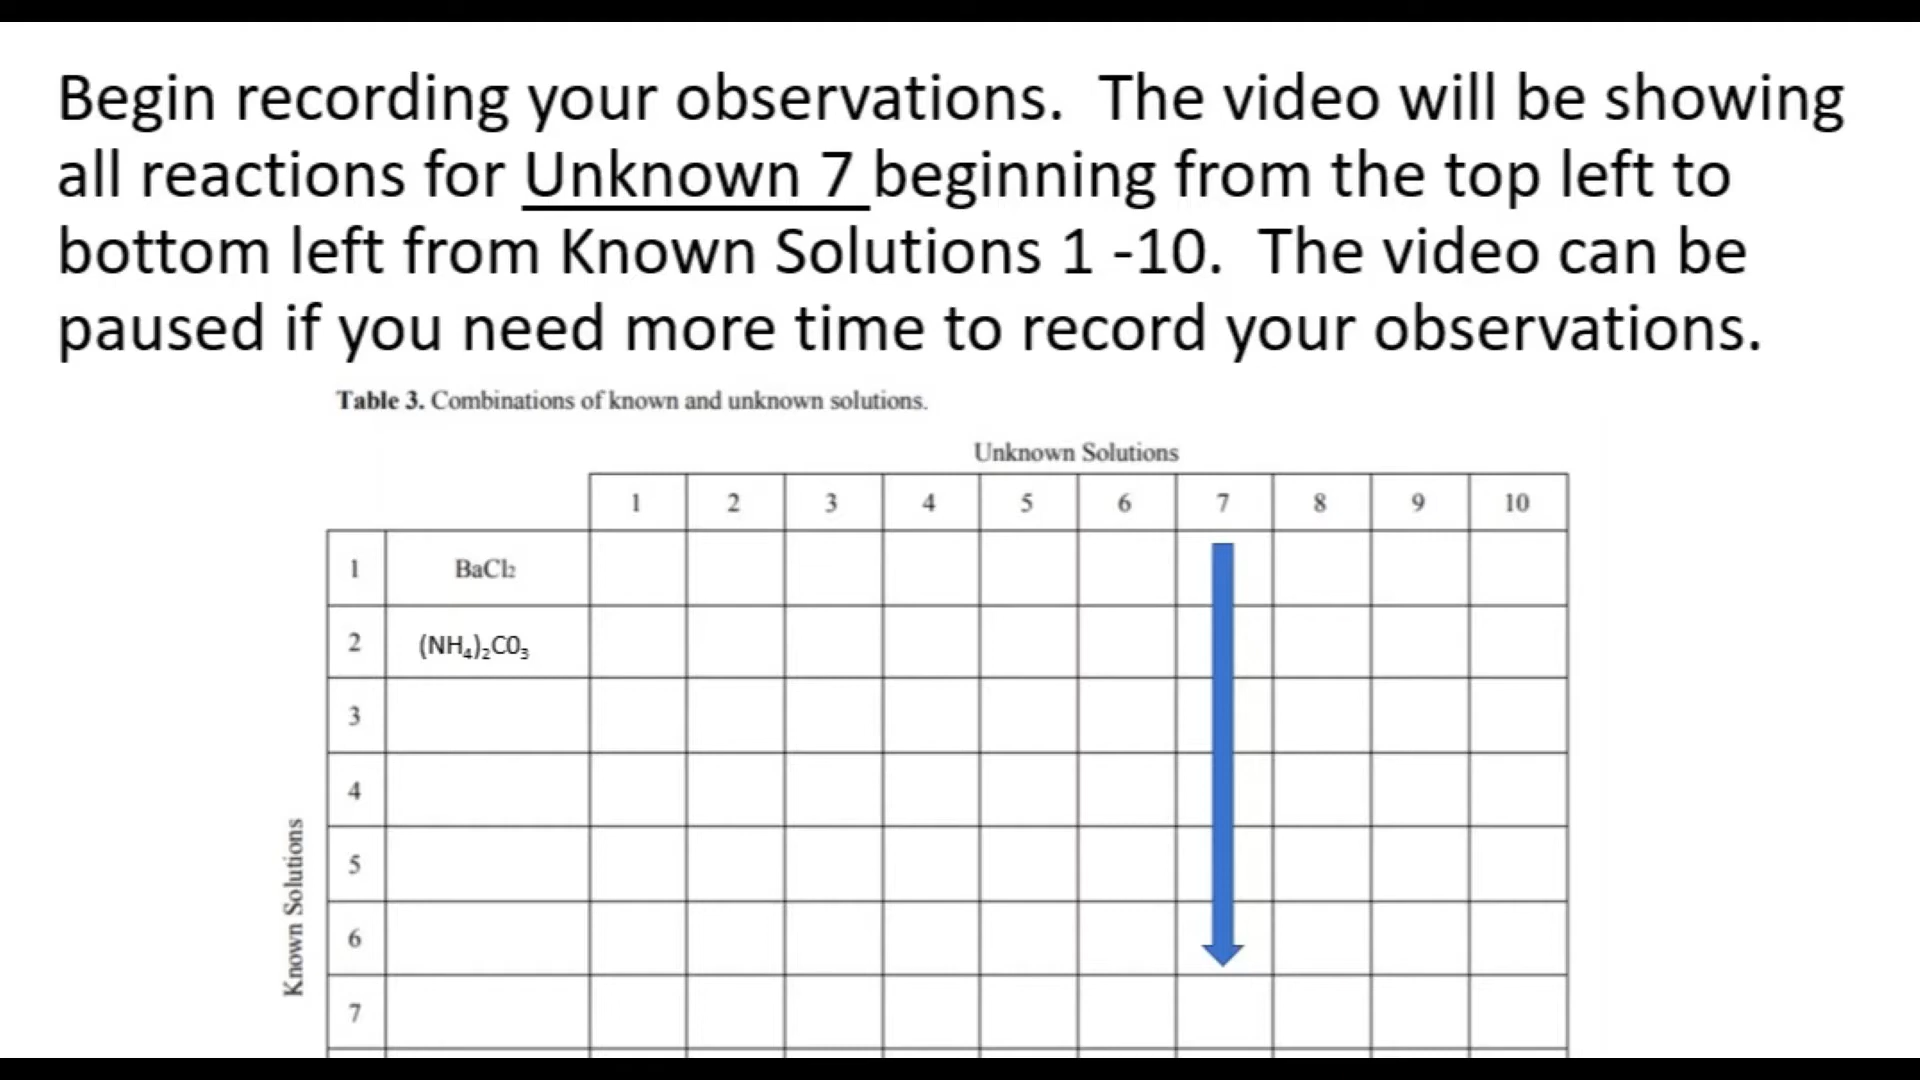 Begin recording your observations. The video will be showing
all reactions for Unknown 7 beginning from the top left to
bottom left from Known Solutions 1 -10. The video can be
paused if you need more time to record your observations.
Table 3. Combinations of known and unknown solutions.
Unknown Solutions
1 2 3 4 5 6 7 8 9 10
1 BaCl₂
2 (NH₄)₂C0₃
3
4
5
6
7
Known Solutions